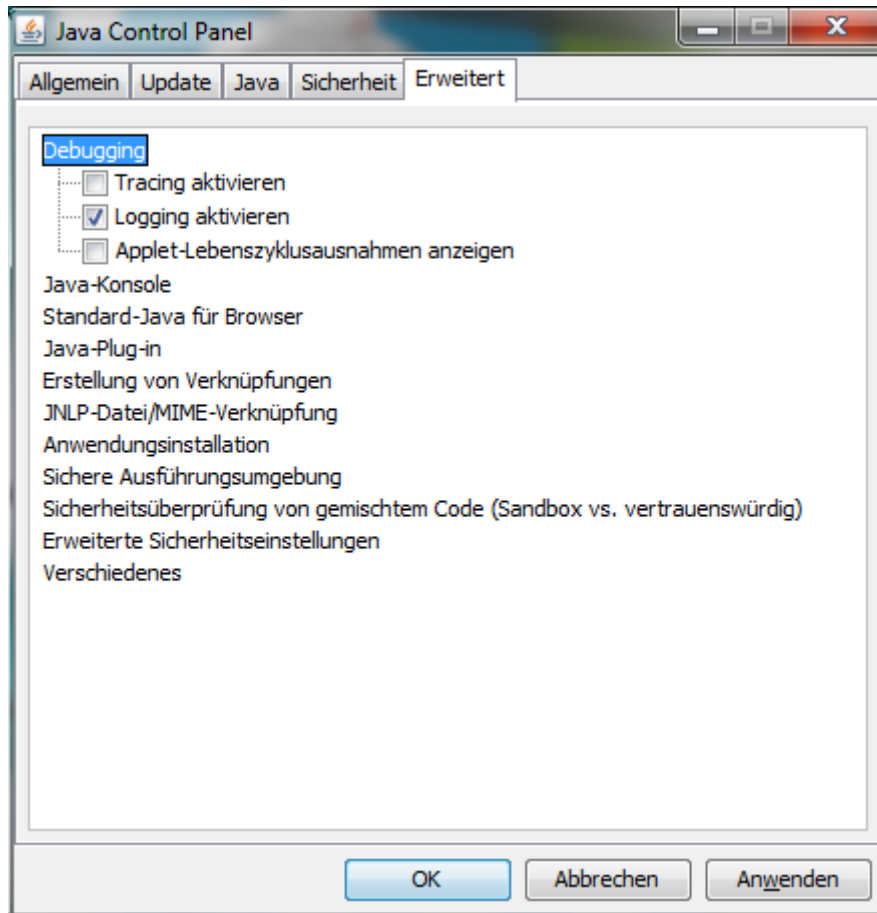 Java Control Panel
Allgemein Update Java Sicherheit Erweitert
Debugging
Tracing aktivieren
Logging aktivieren
Applet-Lebenszyklusausnahmen anzeigen
Java-Konsole
Standard-Java für Browser
Java-Plug-in
Erstellung von Verknüpfungen
JNLP-Datei/MIME-Verknüpfung
Anwendungsinstallation
Sichere Ausführungsumgebung
Sicherheitsüberprüfung von gemischtem Code (Sandbox vs. vertrauenswürdig)
Erweiterte Sicherheitseinstellungen
Verschiedenes
OK Abbrechen Anwenden